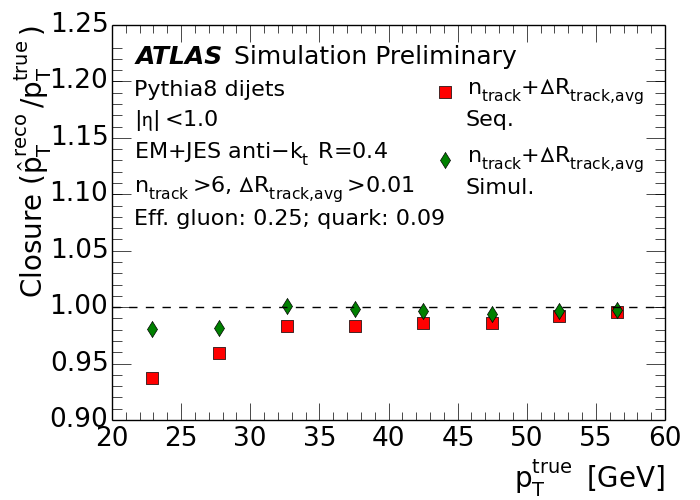 ATLAS Simulation Preliminary
Pythia8 dijets
|η| <1.0
EM+JES anti−k_t R=0.4
n_track >6, ΔR_track,avg >0.01
Eff. gluon: 0.25; quark: 0.09
n_track+ΔR_track,avg
Seq.
n_track+ΔR_track,avg
Simul.
Closure (p̂_T^reco /p_T^true)
1.25
1.20
1.15
1.10
1.05
1.00
0.95
0.90
20 25 30 35 40 45 50 55 60
p_T^true [GeV]